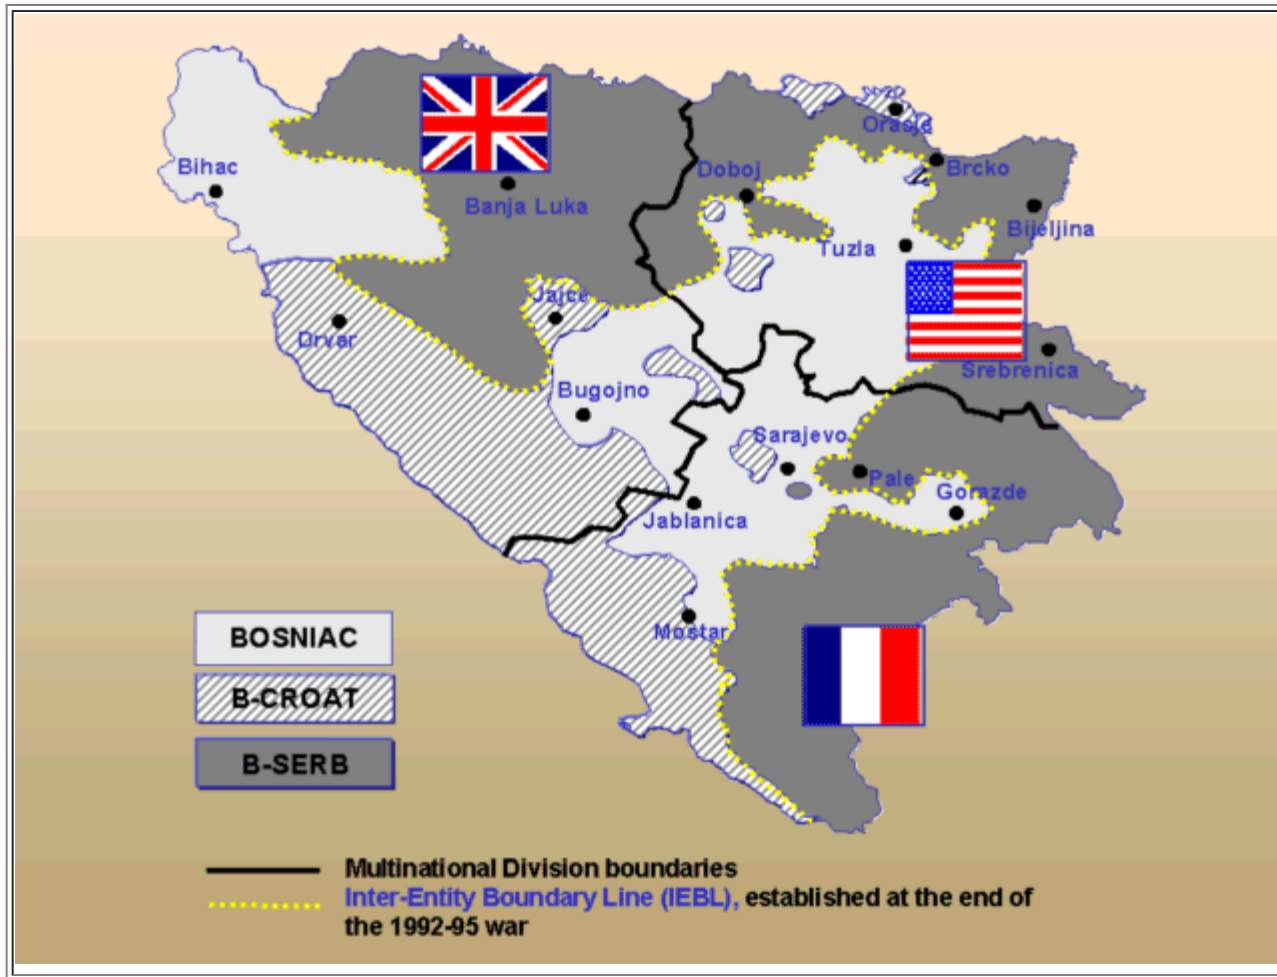 Orasje
Bihac
Doboj
Brcko
Banja Luka
Bijeljina
Tuzla
Jajce
Drvar
Srebrenica
Bugojno
Sarajevo
Pale
Gorazde
Jablanica
Mostar
BOSNIAC
B-CROAT
B-SERB
Multinational Division boundaries
Inter-Entity Boundary Line (IEBL), established at the end of
the 1992-95 war